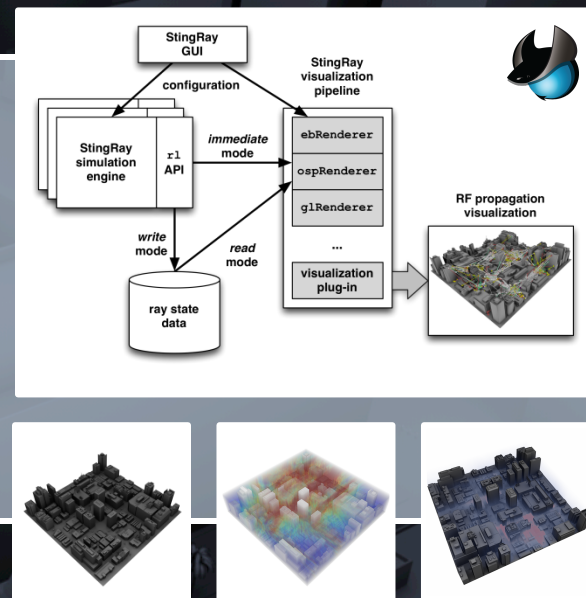 StingRay
GUI
configuration
StingRay
visualization
pipeline
StingRay
simulation
engine
rl
API
immediate
mode
ebRenderer
ospRenderer
glRenderer
...
visualization
plug-in
write
mode
read
mode
ray state
data
RF propagation
visualization